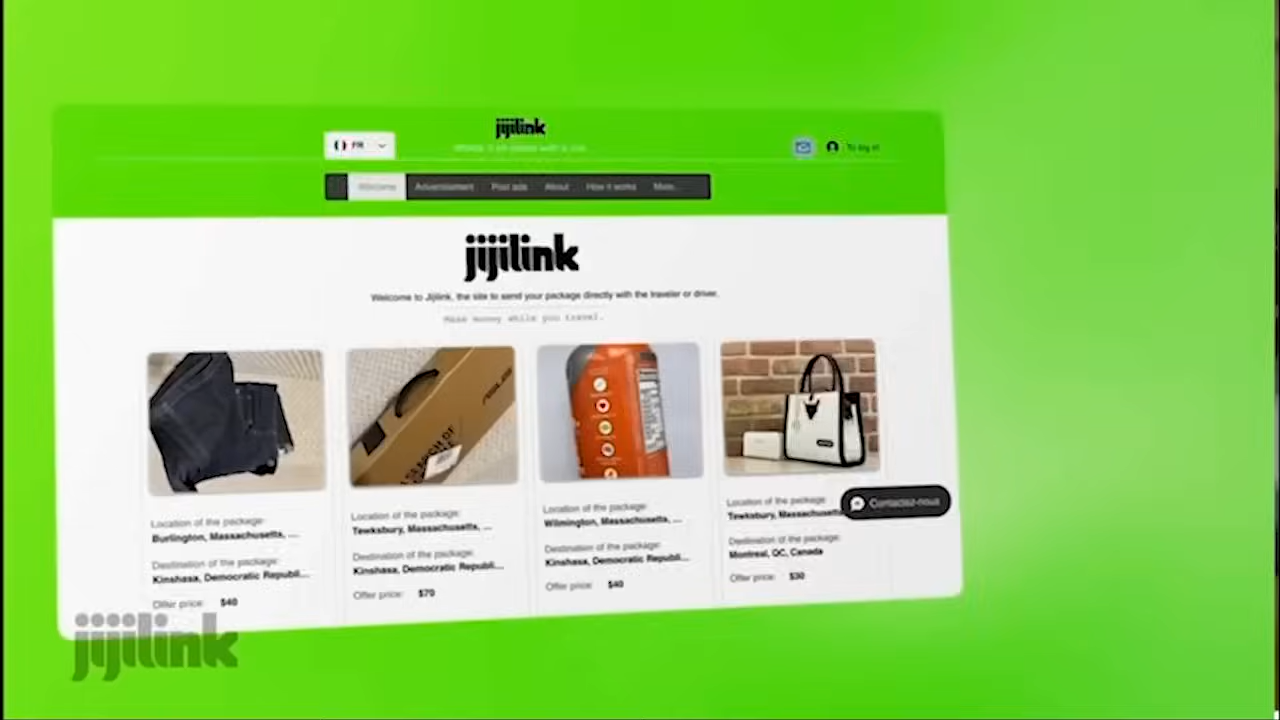 jijilink
FR
To log in
Welcome Advertisement Post ads About How it works More...
jijilink
Welcome to Jijilink, the site to send your package directly with the traveler or driver.
Make money while you travel.
ASUS
IN SEARCH OF
Location of the package:
Burlington, Massachusetts, ...
Destination of the package:
Kinshasa, Democratic Republi...
Offer price: $40
Location of the package:
Tewksbury, Massachusetts, ...
Destination of the package:
Kinshasa, Democratic Republi...
Offer price: $70
Location of the package:
Wilmington, Massachusetts, ...
Destination of the package:
Kinshasa, Democratic Republi...
Offer price: $40
Location of the package:
Tewksbury, Massachusetts
Destination of the package:
Montreal, QC, Canada
Offer price: $30
Contactez-nous
jijilink